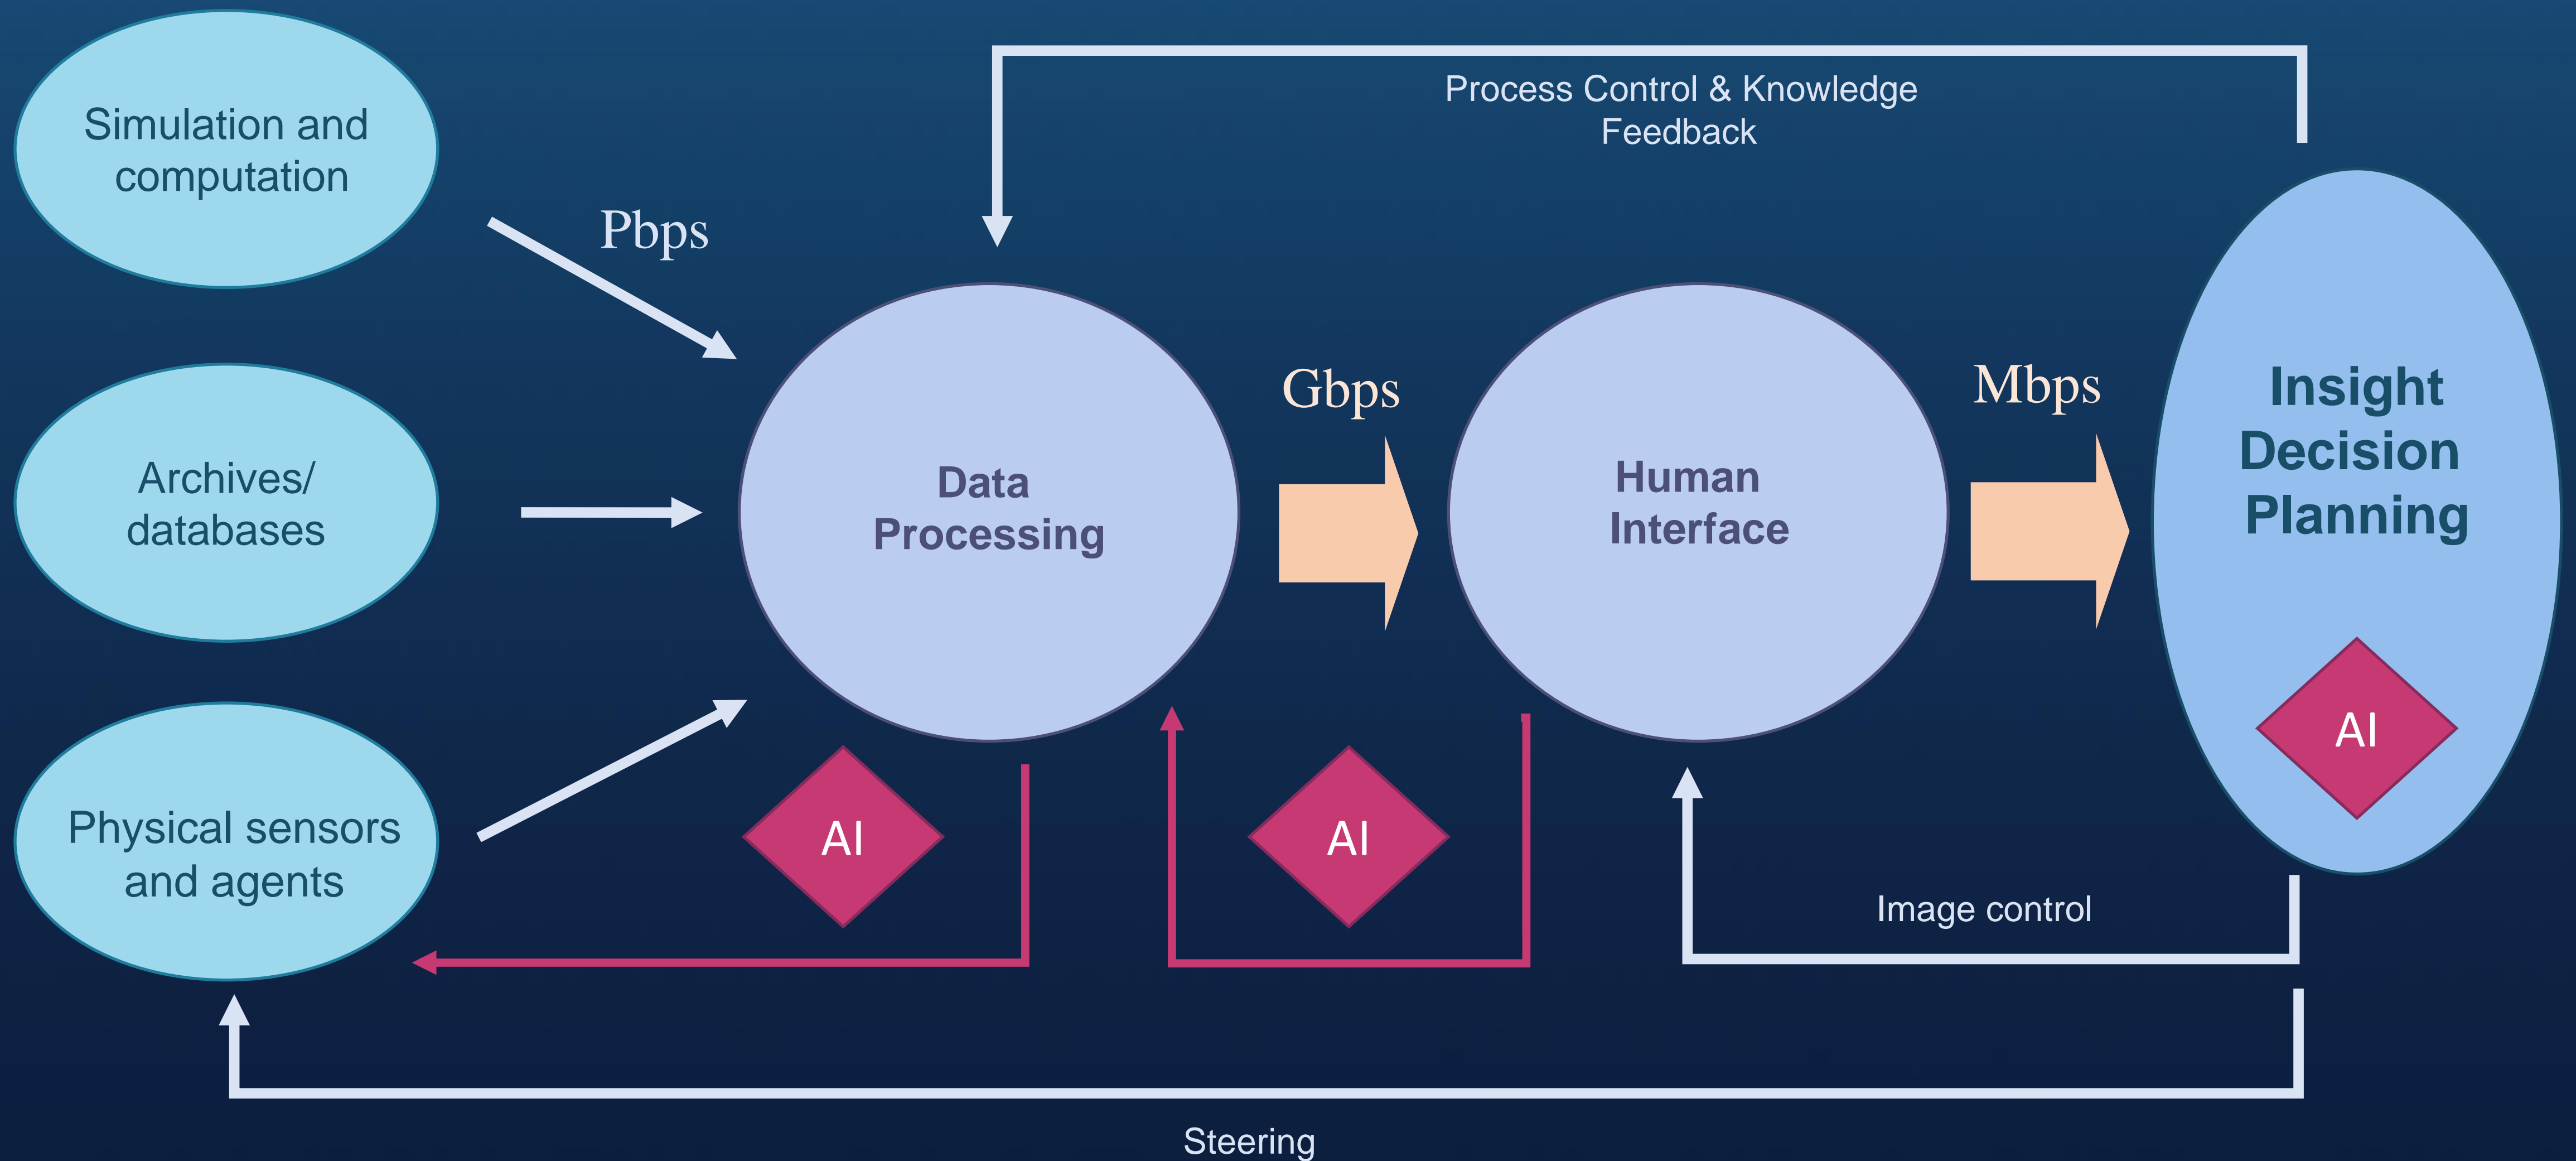 Simulation and
computation
Pbps
Process Control & Knowledge
Feedback
Archives/
databases
Data
Processing
Gbps
Human
Interface
Mbps
Insight
Decision
Planning
Physical sensors
and agents
AI
AI
AI
Image control
Steering